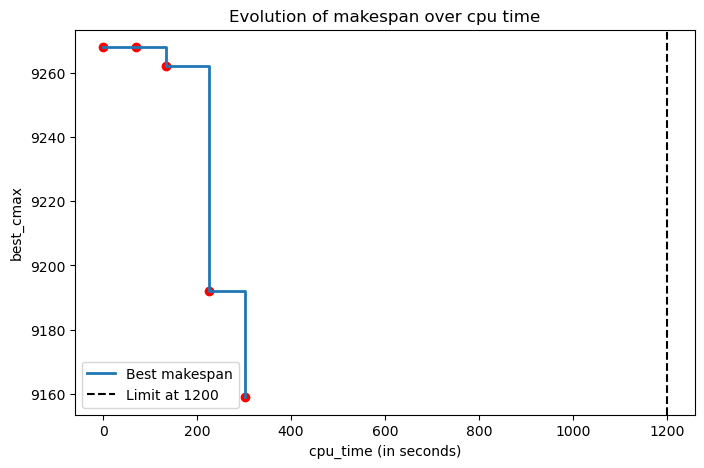 Evolution of makespan over cpu time
best_cmax
9260
9240
9220
9200
9180
9160
Best makespan
Limit at 1200
0 200 400 600 800 1000 1200
cpu_time (in seconds)